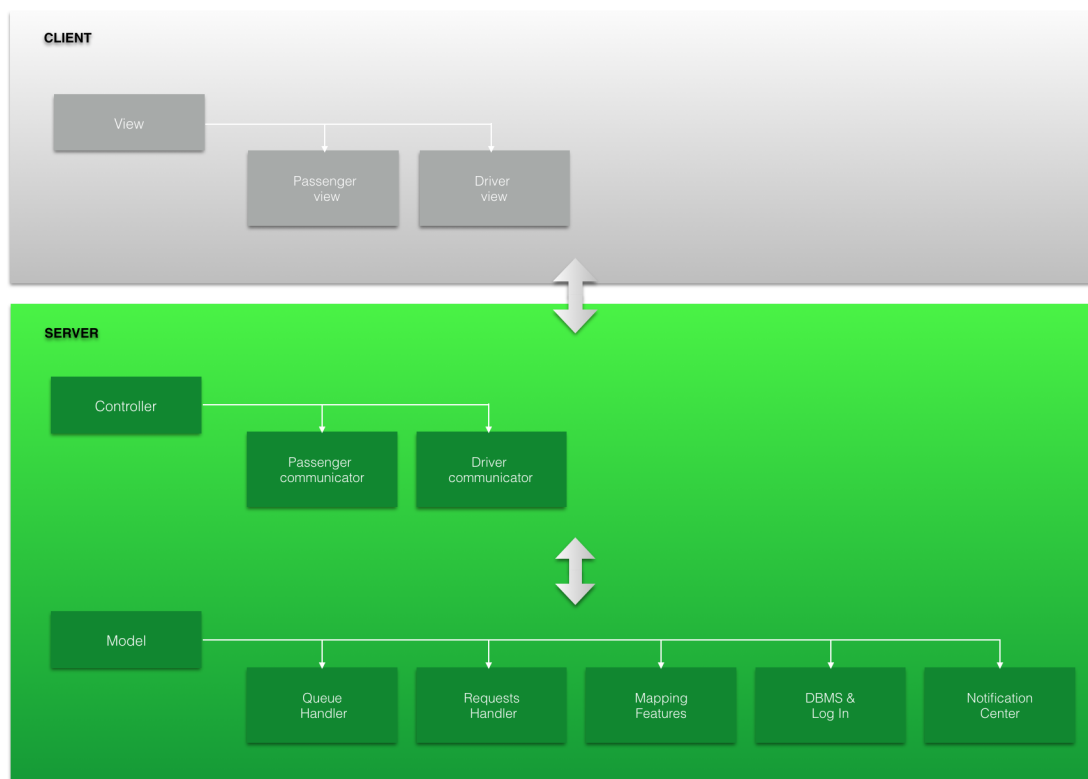 CLIENT
View
Passenger
view
Driver
view
SERVER
Controller
Passenger
communicator
Driver
communicator
Model
Queue
Handler
Requests
Handler
Mapping
Features
DBMS &
Log In
Notification
Center